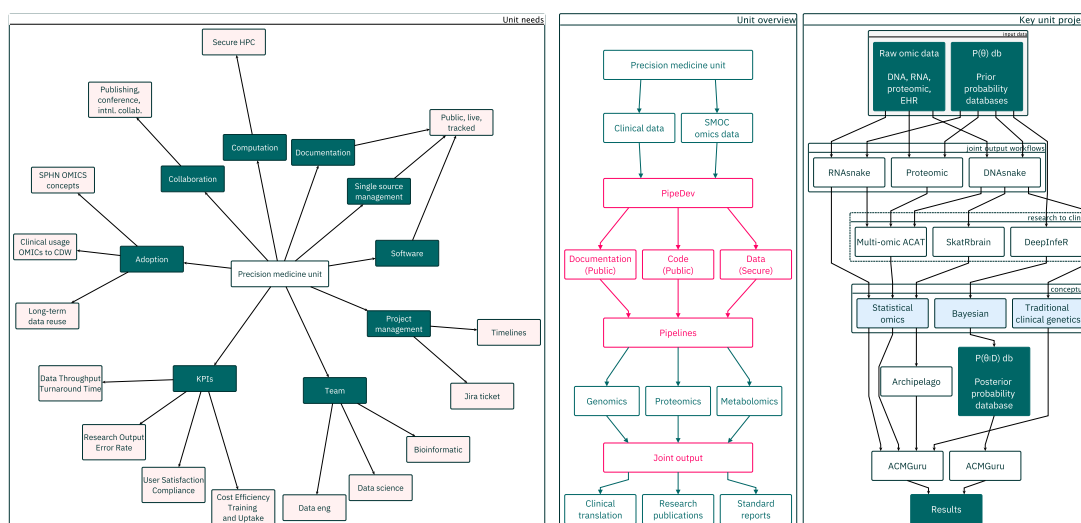 Unit needs
Secure HPC
Publishing,
conference,
intnl. collab.
Public, live,
tracked
Computation
Documentation
Collaboration
Single source
management
SPHN OMICS
concepts
Clinical usage
OMICs to CDW
Adoption
Software
Precision medicine unit
Long-term
data reuse
Project
management
Timelines
Data Throughput
Turnaround Time
KPIs
Team
Jira ticket
Research Output
Error Rate
Bioinformatic
User Satisfaction
Compliance
Data science
Cost Efficiency
Training
and Uptake
Data eng
Unit overview
Precision medicine unit
Clinical data
SMOC
omics data
PipeDev
Documentation
(Public)
Code
(Public)
Data
(Secure)
Pipelines
Genomics
Proteomics
Metabolomics
Joint output
Clinical
translation
Research
publications
Standard
reports
Key unit proje
input data
Raw omic data
DNA, RNA,
proteomic,
EHR
P(θ) db
Prior
probability
databases
joint output workflows
RNAsnake
Proteomic
DNAsnake
research to clini
Multi-omic ACAT
SkatRbrain
DeepInfeR
conceptu
Statistical
omics
Bayesian
Traditional
clinical genetics
Archipelago
P(θ|D) db
Posterior
probability
database
ACMGuru
ACMGuru
Results